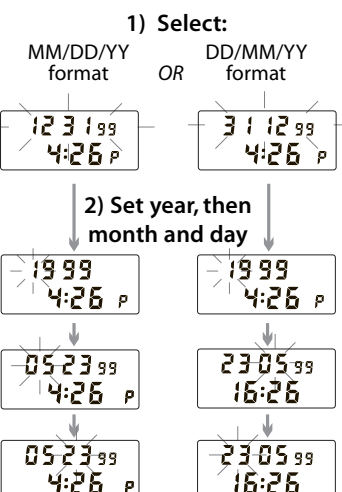 1) Select:
MM/DD/YY OR DD/MM/YY
format format
12 31 99 31 12 99
4:26 P 4:26 P
2) Set year, then
month and day
1999 1999
4:26 P 4:26 P
05 23 99 23 05 99
4:26 P 16:26
05 23 99 23 05 99
4:26 P 16:26